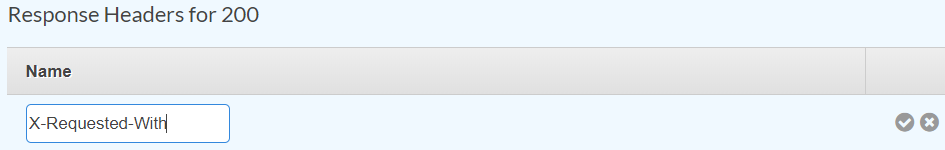 Response Headers for 200
Name
X-Requested-With